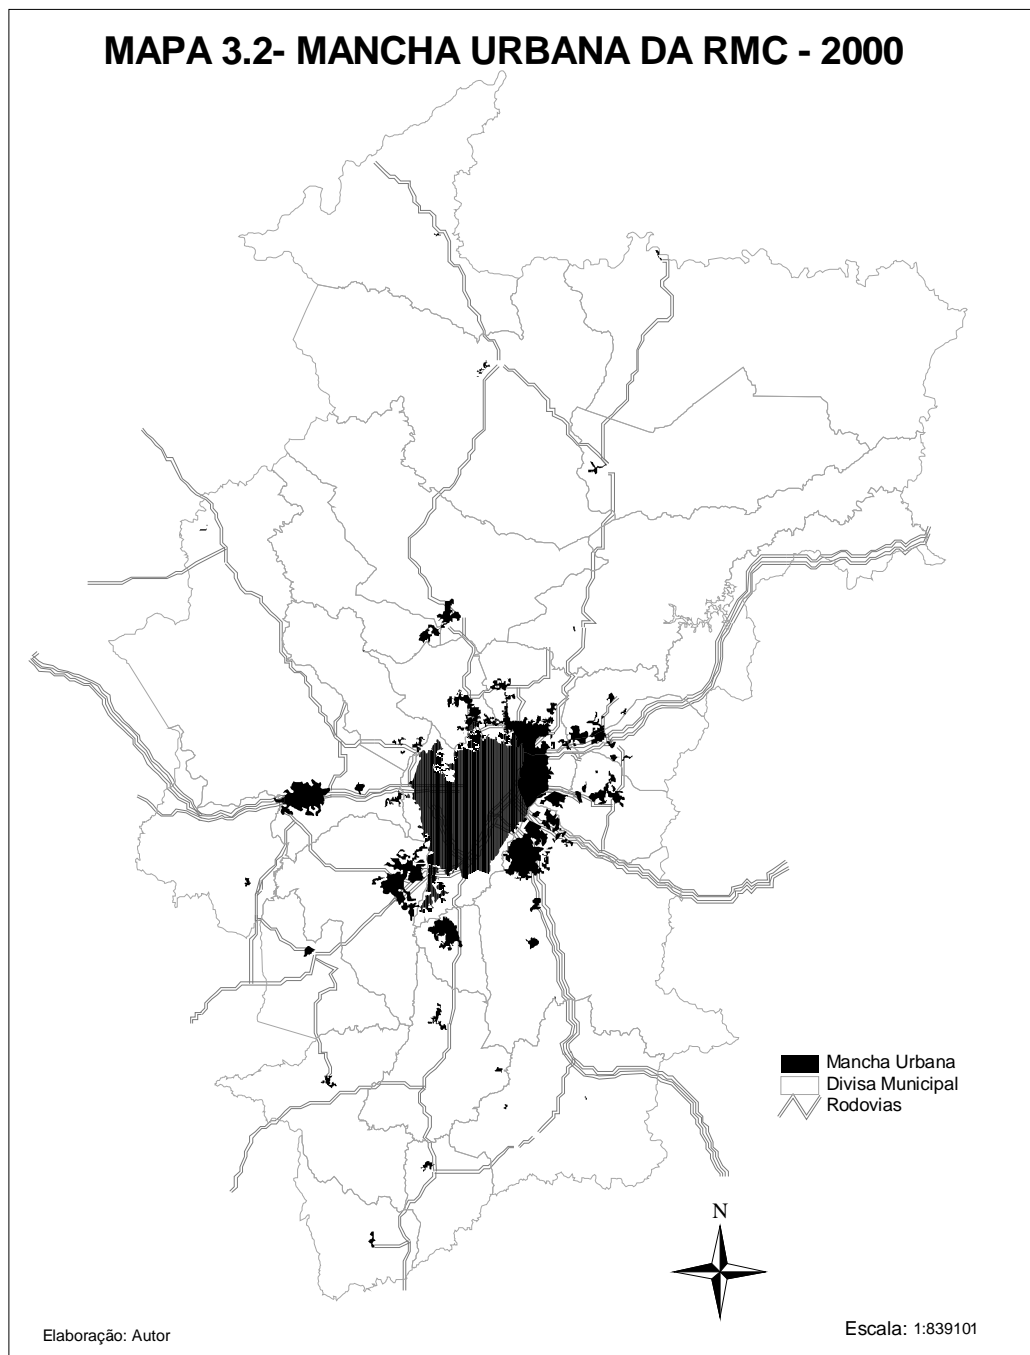 MAPA 3.2- MANCHA URBANA DA RMC - 2000
Mancha Urbana
Divisa Municipal
Rodovias
N
Elaboração: Autor
Escala: 1:839101